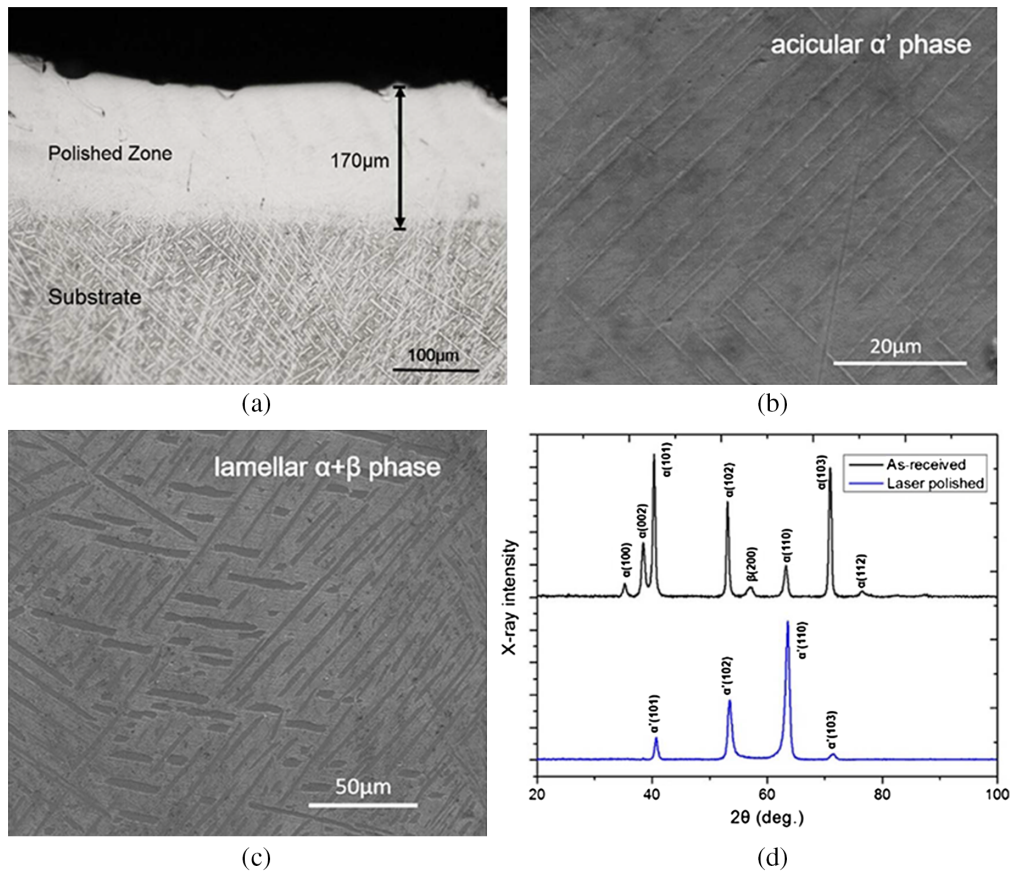 Polished Zone
170μm
Substrate
100μm
(a)
acicular α’ phase
20μm
(b)
lamellar α+β phase
50μm
(c)
As-received
Laser polished
α(100)
α(002)
α(101)
α(102)
β(200)
α(110)
α(103)
α(112)
α'(101)
α'(102)
α'(110)
α'(103)
X-ray intensity
20 40 60 80 100
2θ (deg.)
(d)